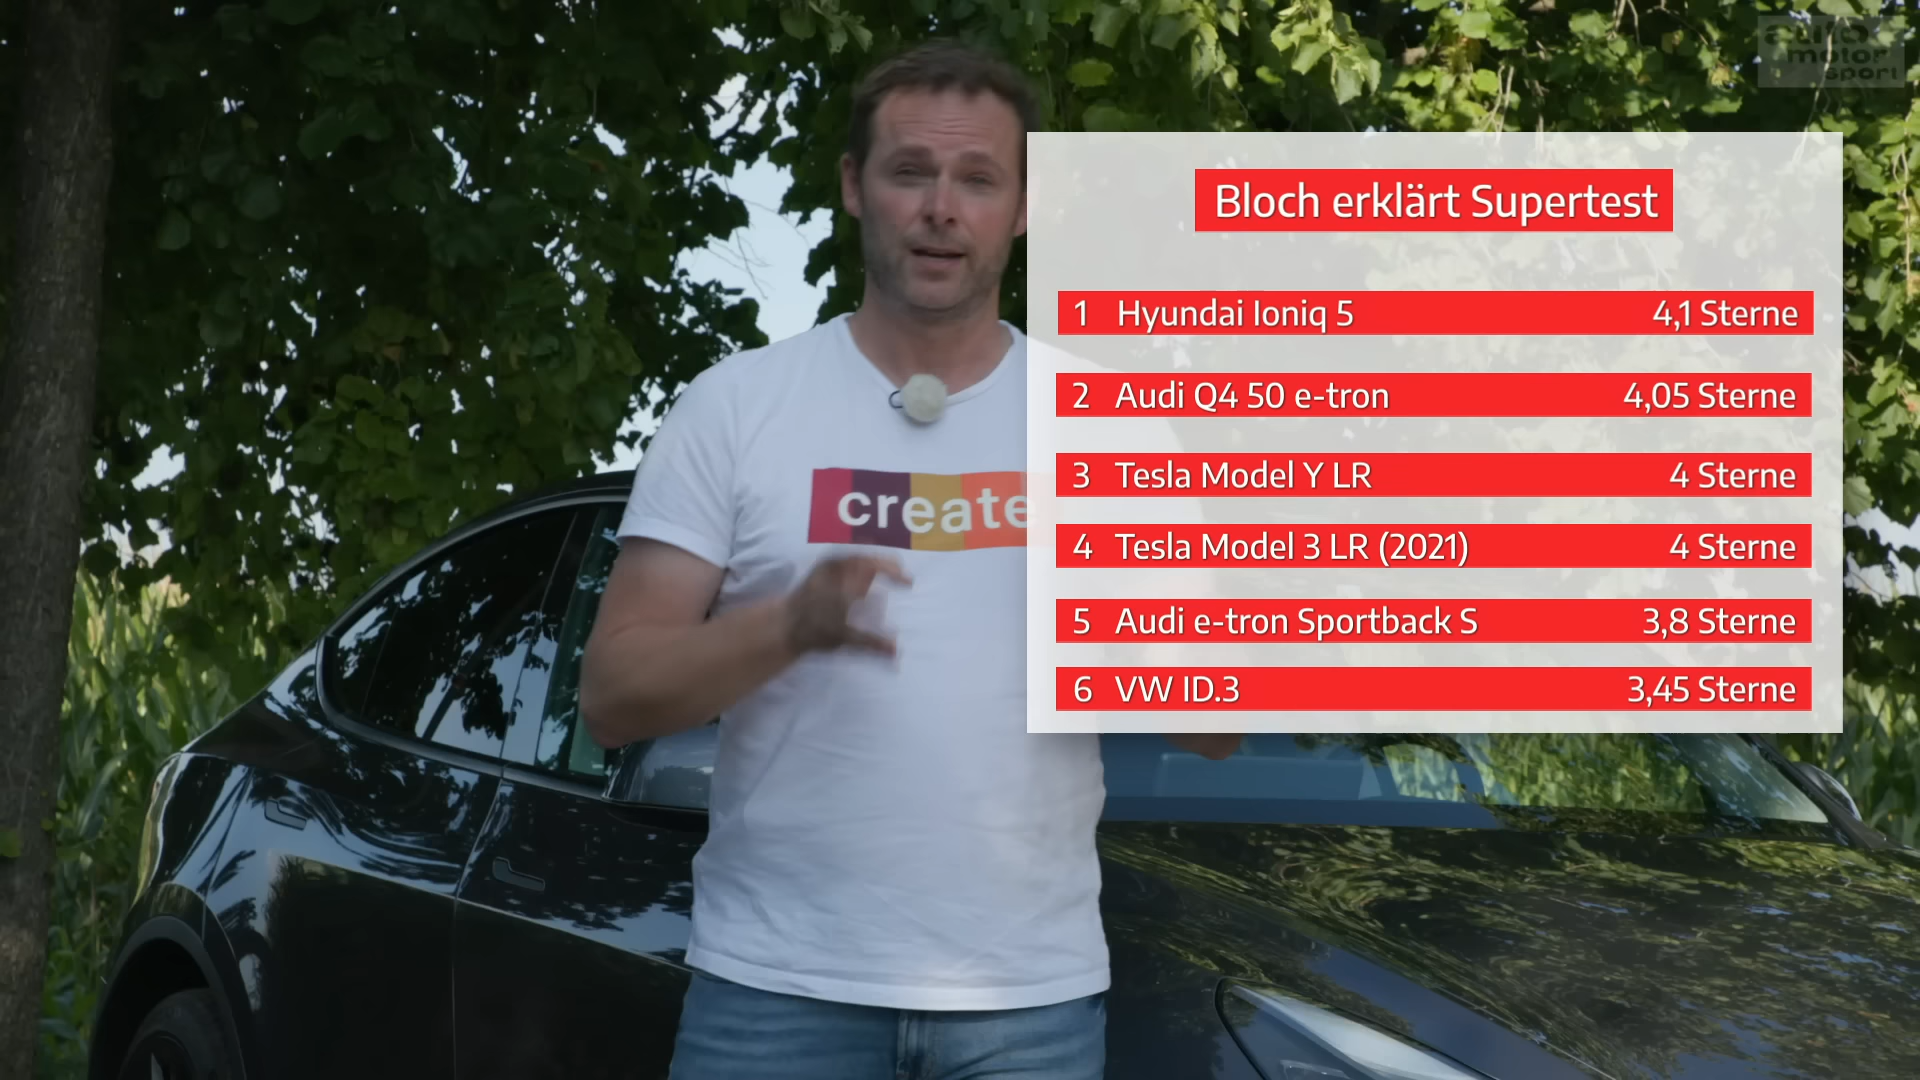 auto
motor
sport
Bloch erklärt Supertest
1 Hyundai Ioniq 5 4,1 Sterne
2 Audi Q4 50 e-tron 4,05 Sterne
3 Tesla Model Y LR 4 Sterne
4 Tesla Model 3 LR (2021) 4 Sterne
5 Audi e-tron Sportback S 3,8 Sterne
6 VW ID.3 3,45 Sterne
create